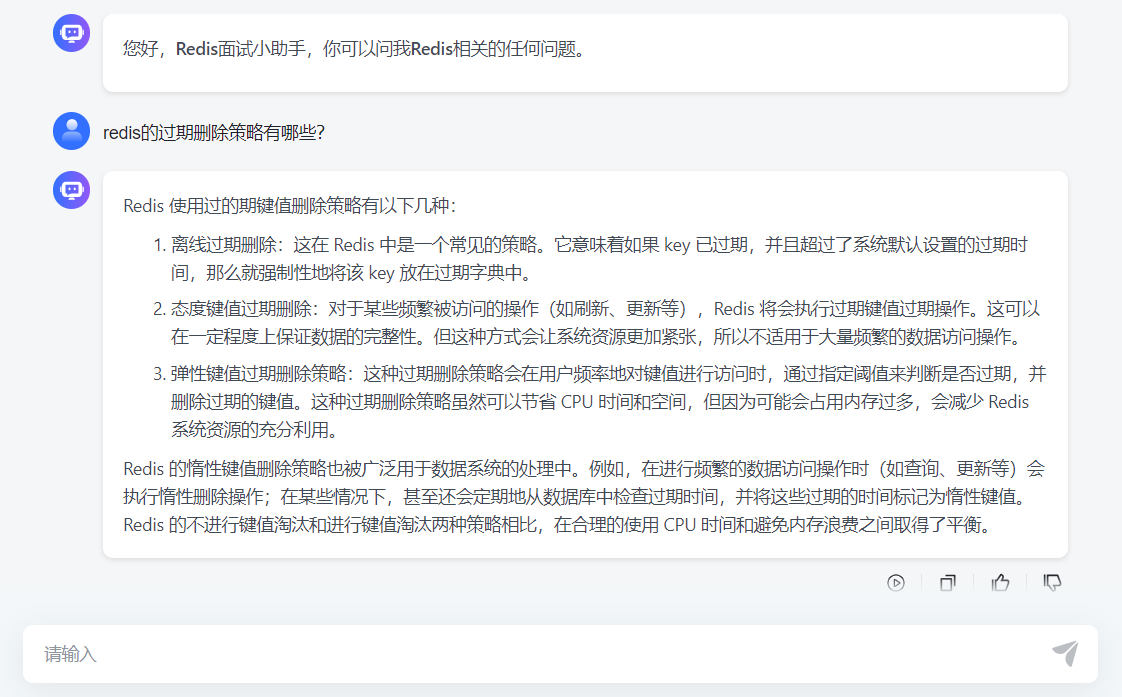 您好，Redis面试小助手，你可以问我Redis相关的任何问题。
redis的过期删除策略有哪些？
Redis 使用过的期键值删除策略有以下几种：
1. 离线过期删除：这在 Redis 中是一个常见的策略。它意味着如果 key 已过期，并且超过了系统默认设置的过期时
间，那么就强制性地将该 key 放在过期字典中。
2. 态度键值过期删除：对于某些频繁被访问的操作（如刷新、更新等），Redis 将会执行过期键值过期操作。这可以
在一定程度上保证数据的完整性。但这种方式会让系统资源更加紧张，所以不适用于大量频繁的数据访问操作。
3. 弹性键值过期删除策略：这种过期删除策略会在用户频率地对键值进行访问时，通过指定阈值来判断是否过期，并
删除过期的键值。这种过期删除策略虽然可以节省 CPU 时间和空间，但因为可能会占用内存过多，会减少 Redis
系统资源的充分利用。
Redis 的惰性键值删除策略也被广泛用于数据系统的处理中。例如，在进行频繁的数据访问操作时（如查询、更新等）会
执行惰性删除操作；在某些情况下，甚至还会定期地从数据库中检查过期时间，并将这些过期的时间标记为惰性键值。
Redis 的不进行键值淘汰和进行键值淘汰两种策略相比，在合理的使用 CPU 时间和避免内存浪费之间取得了平衡。
请输入